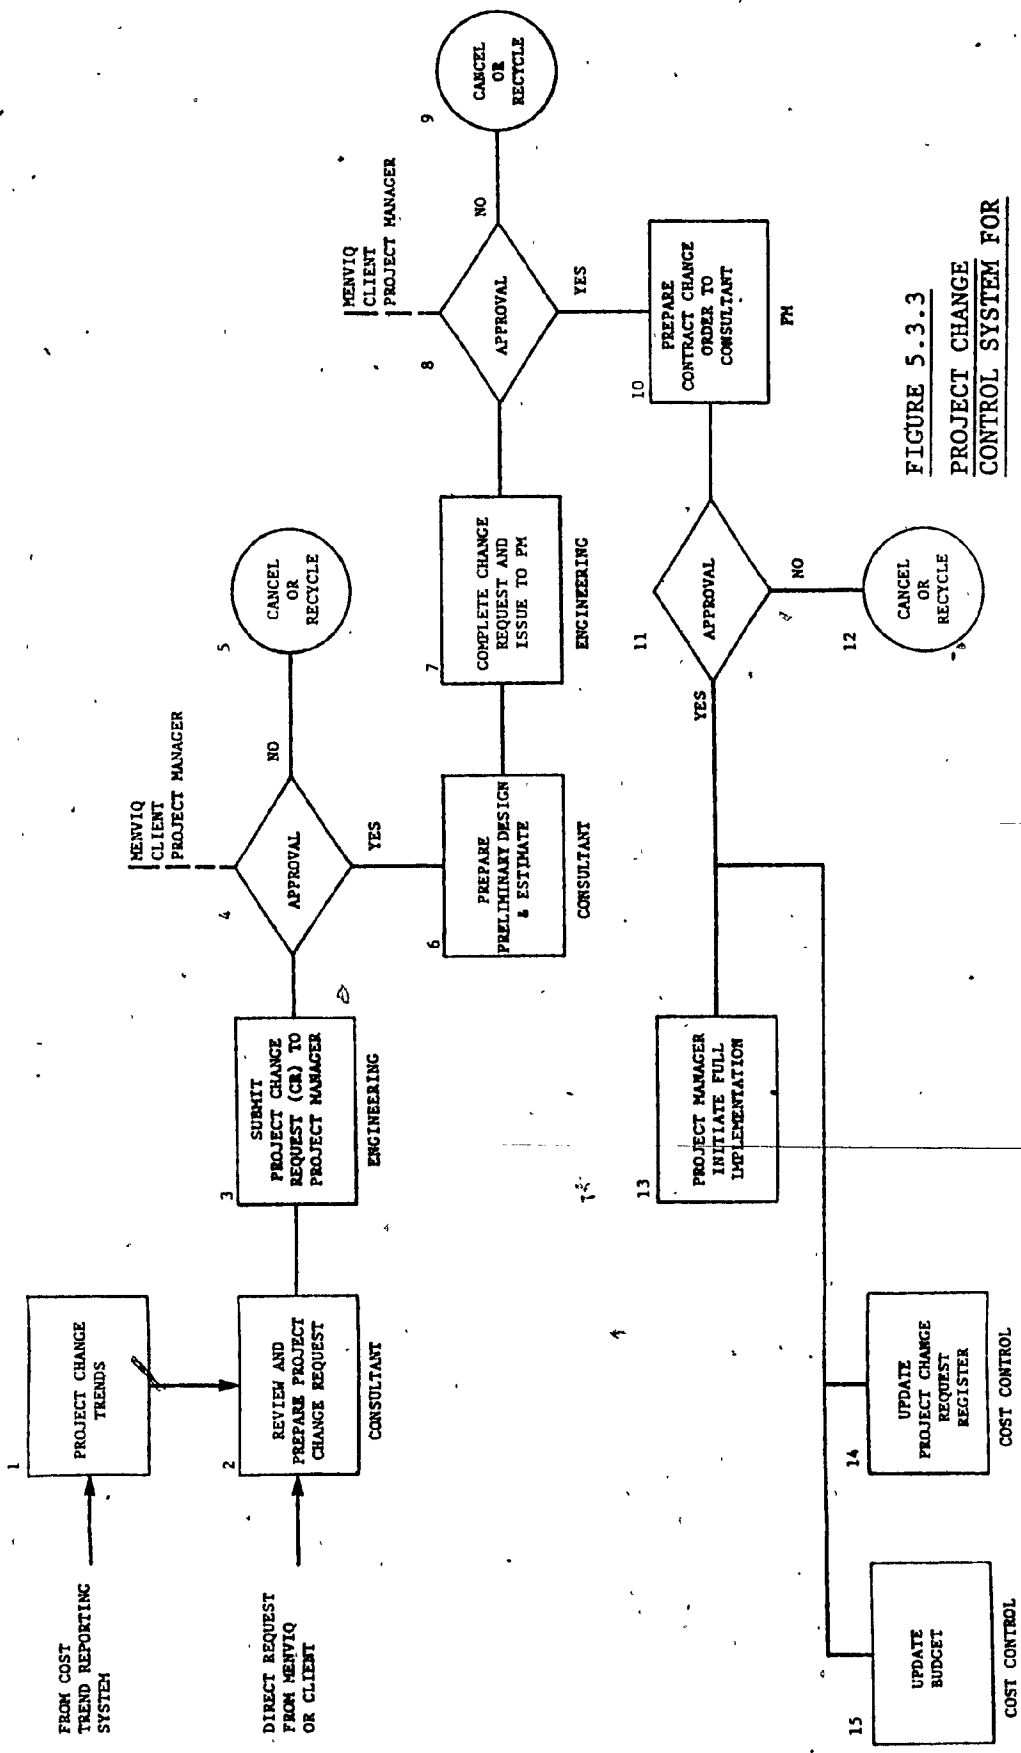 FROM COST
TREND REPORTING
SYSTEM
1
PROJECT CHANGE
TRENDS
DIRECT REQUEST
FROM MENVIQ
OR CLIENT
2
REVIEW AND
PREPARE PROJECT
CHANGE REQUEST
CONSULTANT
3
SUBMIT
PROJECT CHANGE
REQUEST (CR) TO
PROJECT MANAGER
ENGINEERING
MENVIQ
CLIENT
PROJECT MANAGER
4
APPROVAL
NO
YES
5
CANCEL
OR
RECYCLE
6
PREPARE
PRELIMINARY DESIGN
& ESTIMATE
CONSULTANT
7
COMPLETE CHANGE
REQUEST AND
ISSUE TO PM
ENGINEERING
MENVIQ
CLIENT
PROJECT MANAGER
8
APPROVAL
NO
YES
9
CANCEL
OR
RECYCLE
10
PREPARE
CONTRACT CHANGE
ORDER TO
CONSULTANT
PM
11
APPROVAL
YES
NO
12
CANCEL
OR
RECYCLE
13
PROJECT MANAGER
INITIATE FULL
IMPLEMENTATION
14
UPDATE
PROJECT CHANGE
REQUEST
REGISTER
COST CONTROL
15
UPDATE
BUDGET
COST CONTROL
FIGURE 5.3.3
PROJECT CHANGE
CONTROL SYSTEM FOR